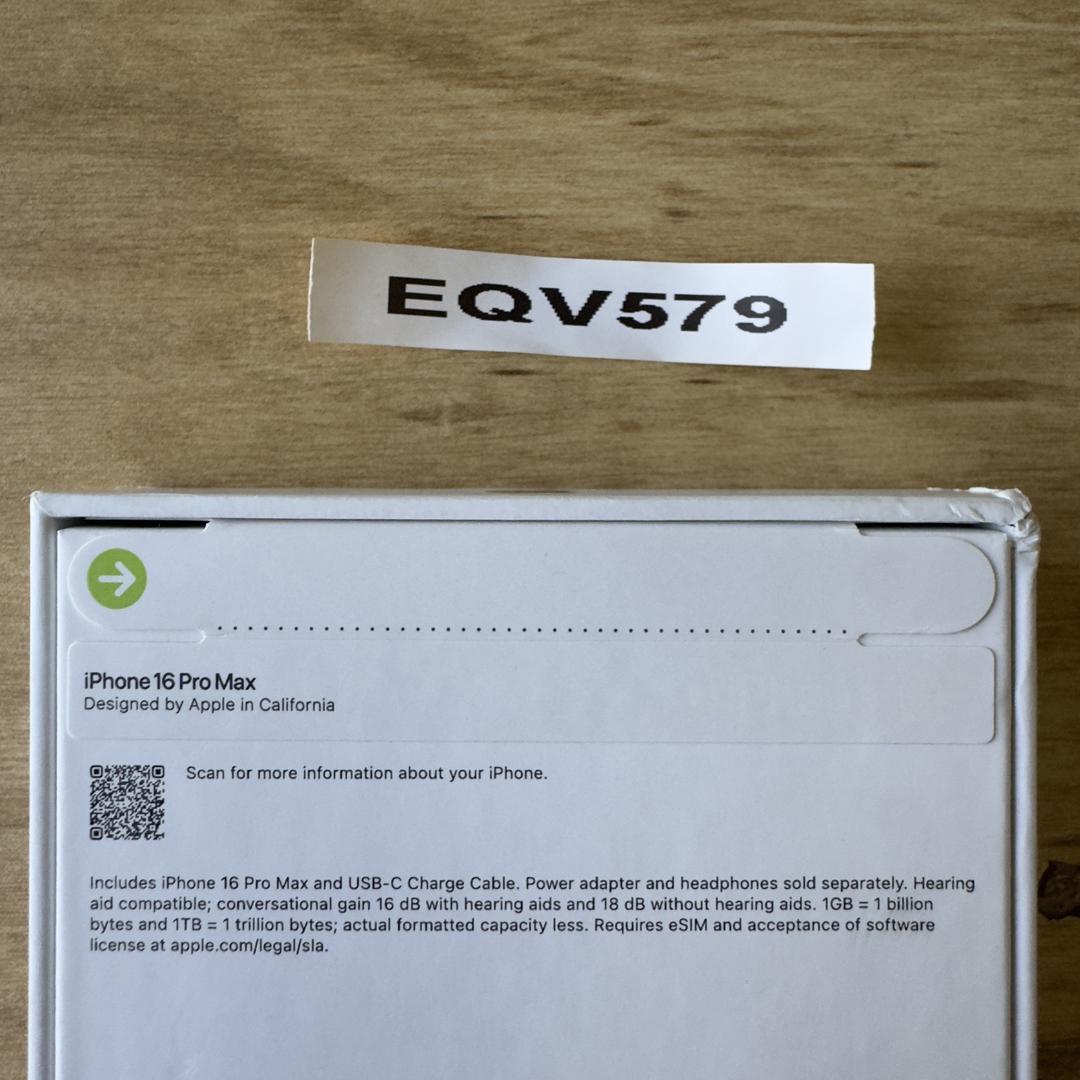 EQV579
iPhone 16 Pro Max
Designed by Apple in California
Scan for more information about your iPhone.
Includes iPhone 16 Pro Max and USB-C Charge Cable. Power adapter and headphones sold separately. Hearing
aid compatible; conversational gain 16 dB with hearing aids and 18 dB without hearing aids. 1GB = 1 billion
bytes and 1TB = 1 trillion bytes; actual formatted capacity less. Requires eSIM and acceptance of software
license at apple.com/legal/sla.